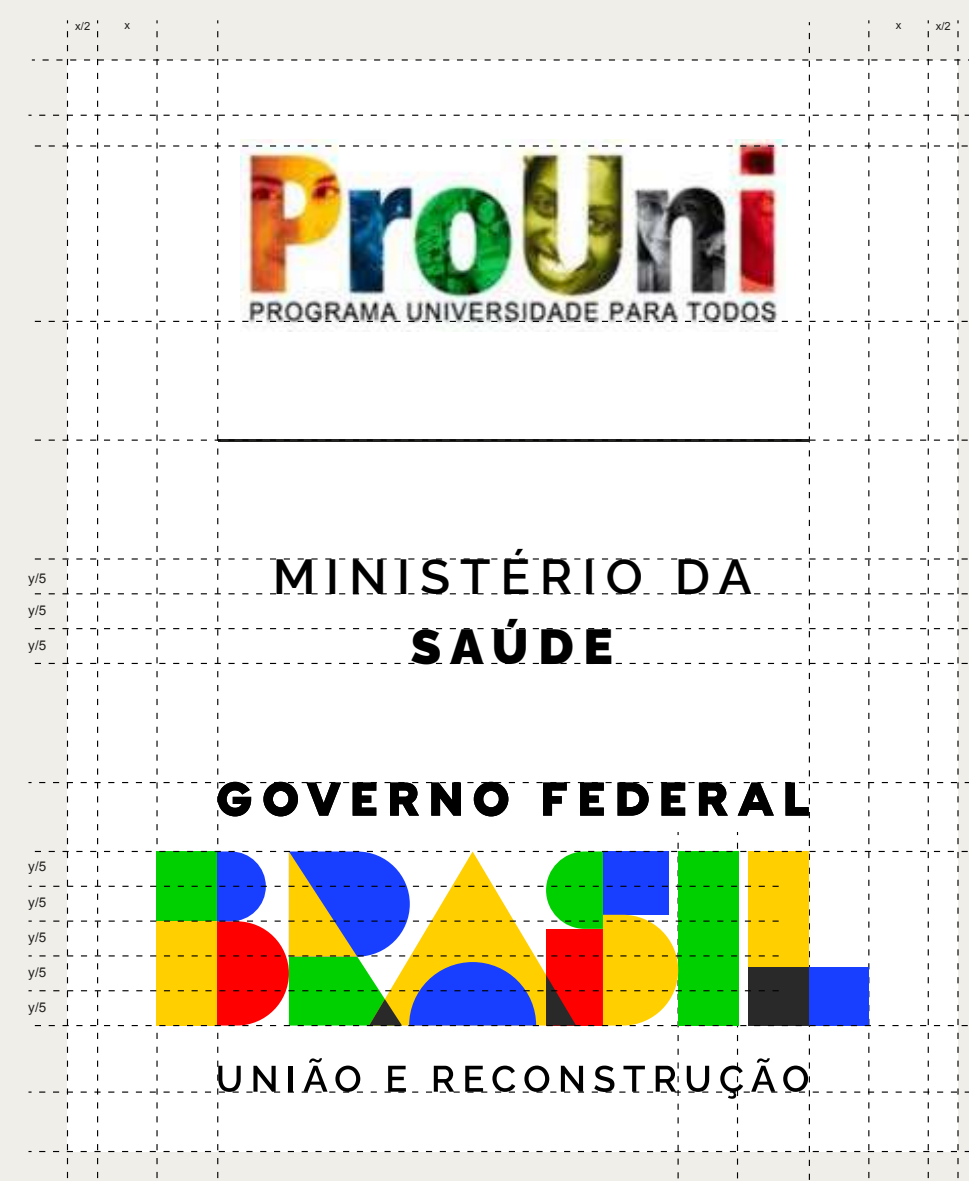 x/2 x x x/2
ProUni
PROGRAMA UNIVERSIDADE PARA TODOS
y/5
MINISTÉRIO DA
y/5
y/5
SAÚDE
GOVERNO FEDERAL
y/5
y/5
y/5
y/5
y/5
BRASIL
UNIÃO E RECONSTRUÇÃO